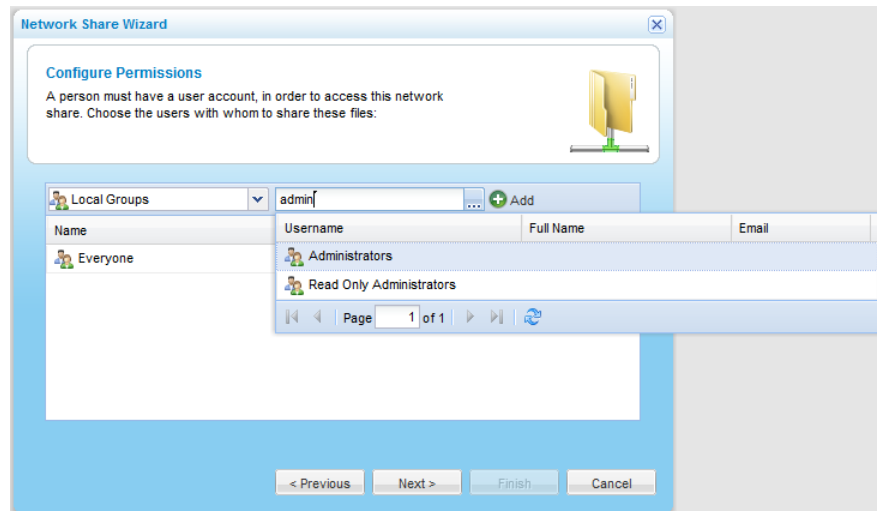 Network Share Wizard
Configure Permissions
A person must have a user account, in order to access this network
share. Choose the users with whom to share these files:
Local Groups admin ... Add
Name Username Full Name Email
Everyone Administrators
Read Only Administrators
Page 1 of 1
< Previous Next > Finish Cancel